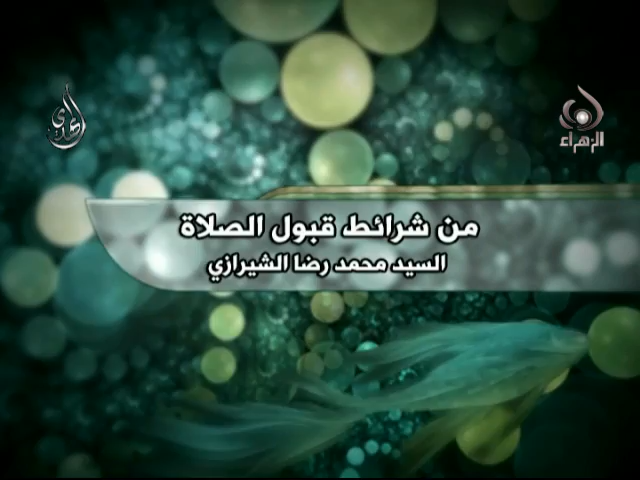 الزهراء
من شرائط قبول الصلاة
السيد محمد رضا الشيرازي